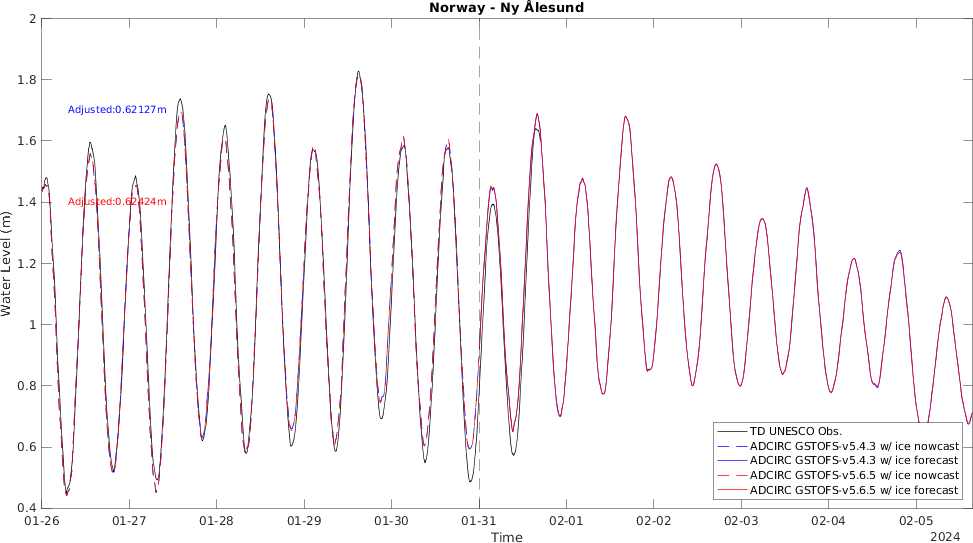 Norway - Ny Ålesund
2
1.8
1.6
1.4
1.2
1
0.8
0.6
0.4
Water Level (m)
Adjusted:0.62127m
Adjusted:0.62424m
TD UNESCO Obs.
ADCIRC GSTOFS-v5.4.3 w/ ice nowcast
ADCIRC GSTOFS-v5.4.3 w/ ice forecast
ADCIRC GSTOFS-v5.6.5 w/ ice nowcast
ADCIRC GSTOFS-v5.6.5 w/ ice forecast
01-26 01-27 01-28 01-29 01-30 01-31 02-01 02-02 02-03 02-04 02-05
Time
2024